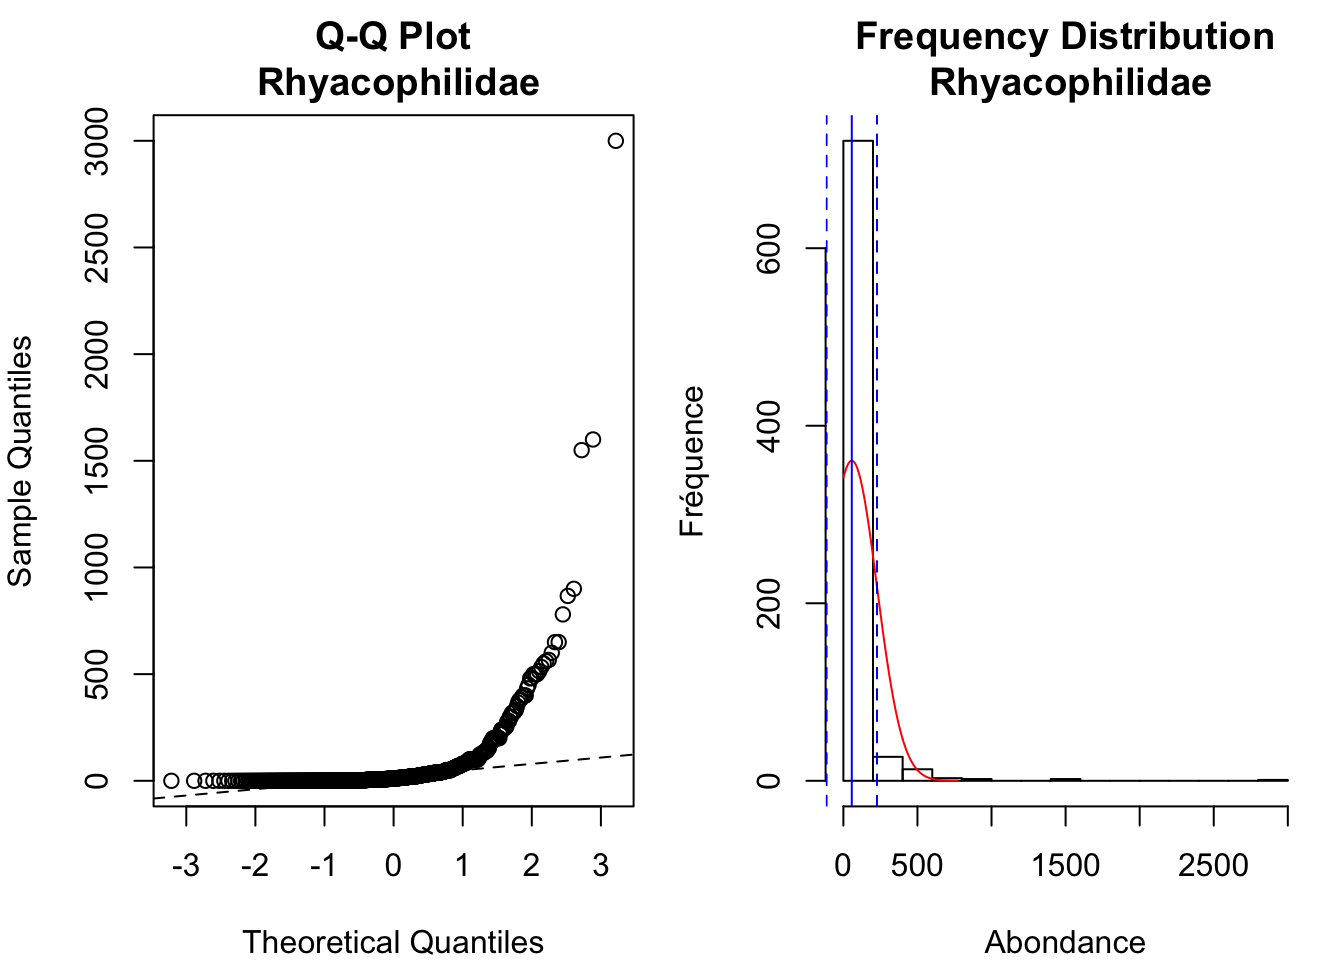 Q-Q Plot
Rhyacophilidae
Sample Quantiles
3000
2500
2000
1500
1000
500
0
-3 -2 -1 0 1 2 3
Theoretical Quantiles
Frequency Distribution
Rhyacophilidae
Fréquence
600
400
200
0
0 500 1500 2500
Abondance